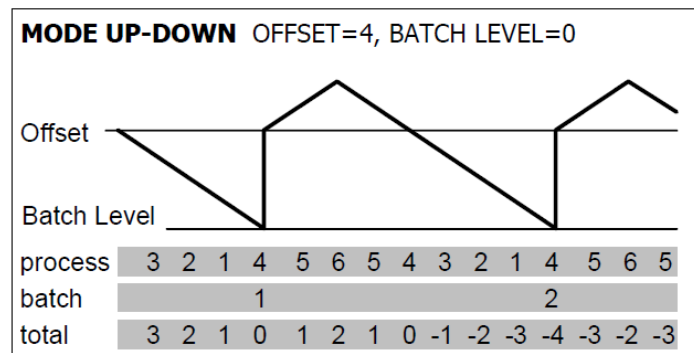 MODE UP-DOWN OFFSET=4, BATCH LEVEL=0
Offset
Batch Level
process 3 2 1 4 5 6 5 4 3 2 1 4 5 6 5
batch 1 2
total 3 2 1 0 1 2 1 0 -1 -2 -3 -4 -3 -2 -3